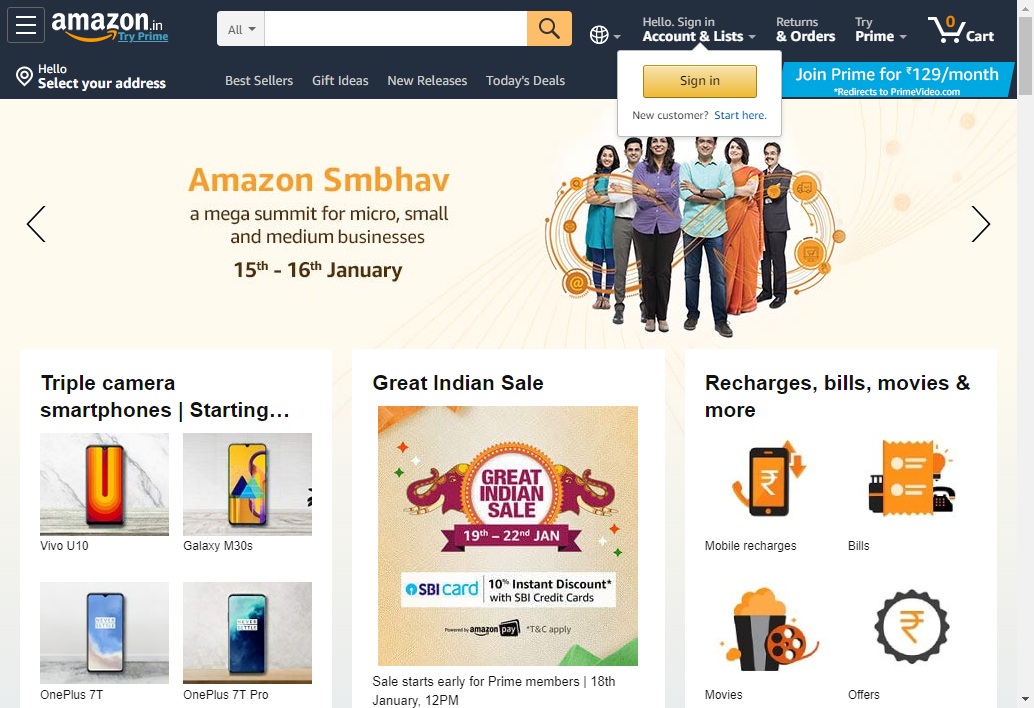 amazon.in
Try Prime
All
Hello. Sign in
Account & Lists
Returns
& Orders
Try
Prime
0
Cart
Hello
Select your address
Best Sellers
Gift Ideas
New Releases
Today's Deals
Sign in
New customer? Start here.
Join Prime for ₹129/month
*Redirects to PrimeVideo.com
Amazon Smbhav
a mega summit for micro, small
and medium businesses
15th - 16th January
Triple camera
smartphones | Starting…
Vivo U10
Galaxy M30s
NEVER
SETTLE
OnePlus 7T
NEVER
SETTLE
OnePlus 7T Pro
Great Indian Sale
GREAT
INDIAN
SALE
19th – 22nd JAN
SBI card
10% Instant Discount*
with SBI Credit Cards
Powered by amazon pay
*T&C apply
Sale starts early for Prime members | 18th
January, 12PM
Recharges, bills, movies &
more
₹
Mobile recharges
Bills
Movies
₹
Offers